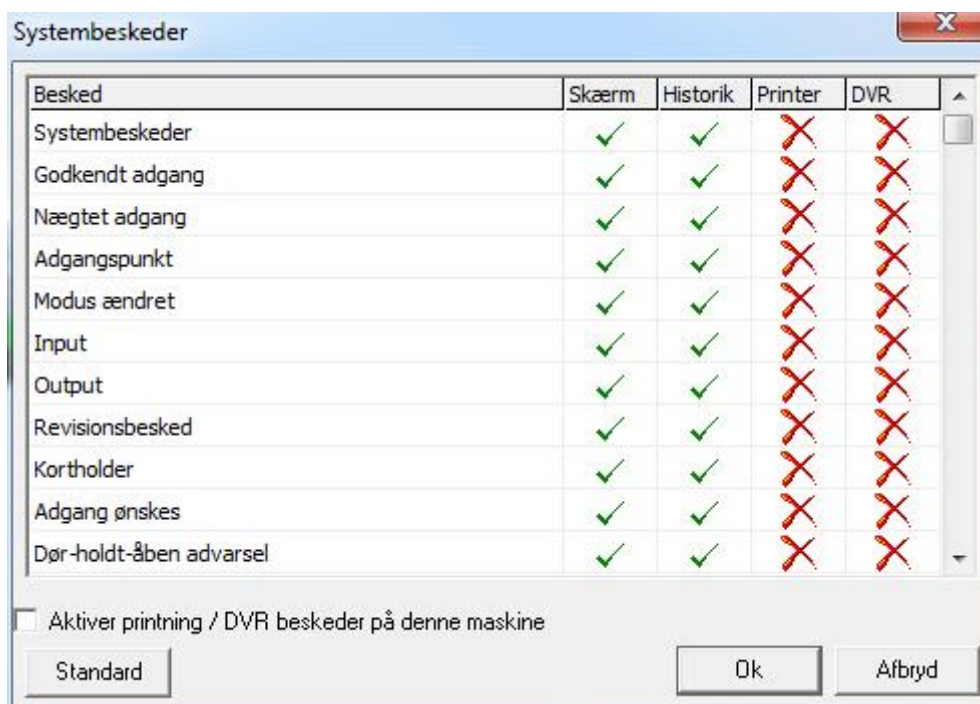 Systembeskeder
Besked Skærm Historik Printer DVR
Systembeskeder
Godkendt adgang
Nægtet adgang
Adgangspunkt
Modus ændret
Input
Output
Revisionsbesked
Kortholder
Adgang ønskes
Dør-holdt-åben advarsel
Aktiver printning / DVR beskeder på denne maskine
Standard Ok Afbryd